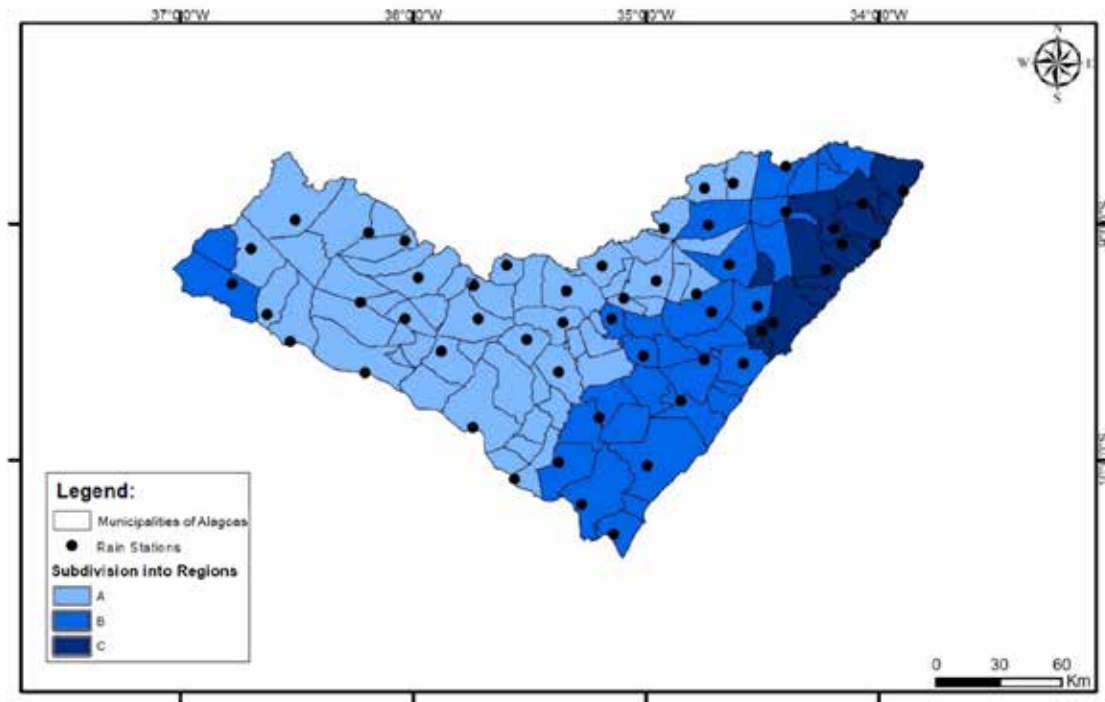 37°0'0"W 36°0'0"W 35°0'0"W 34°0'0"W
N
W E
S
Legend:
Municipalities of Alagoas
Rain Stations
Subdivision into Regions
A
B
C
0 30 60
Km